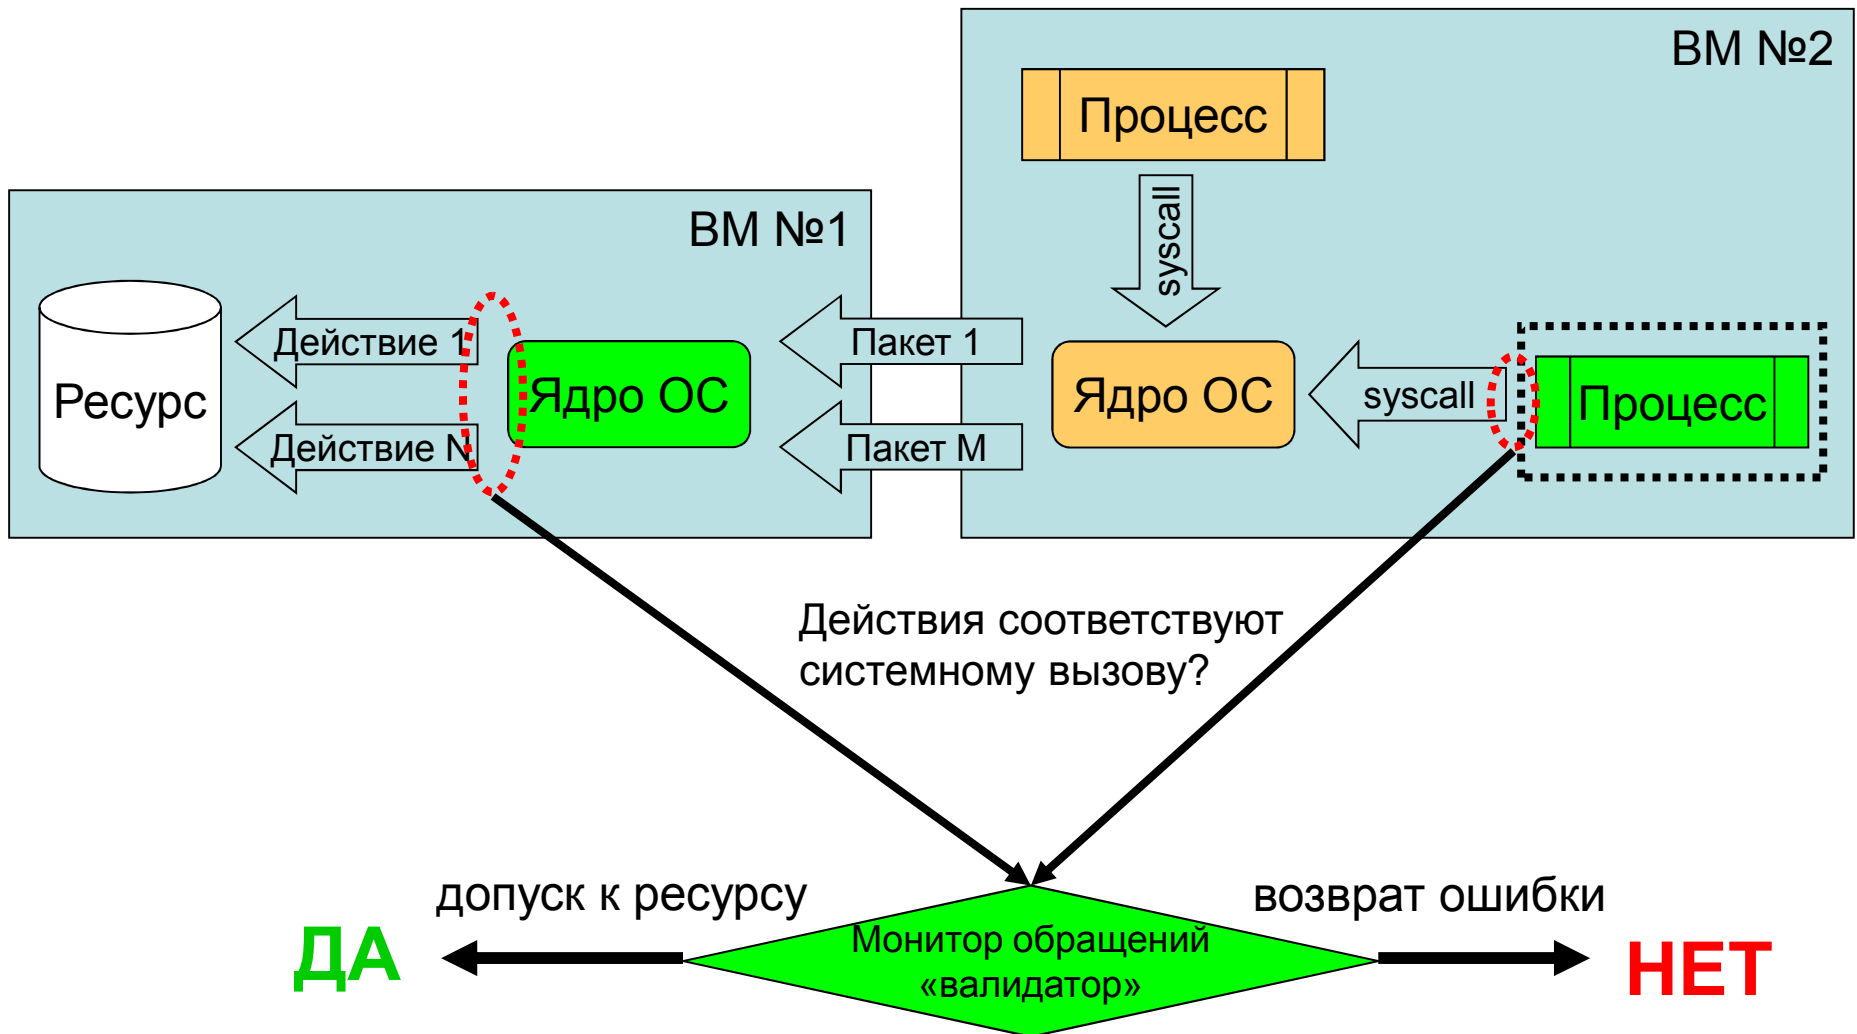 ВМ №2
Процесс
syscall
ВМ №1
Действие 1
Пакет 1
Ресурс
Ядро ОС
Ядро ОС
syscall
Процесс
Действие N
Пакет М
Действия соответствуют
системному вызову?
допуск к ресурсу
возврат ошибки
ДА
Монитор обращений
«валидатор»
НЕТ